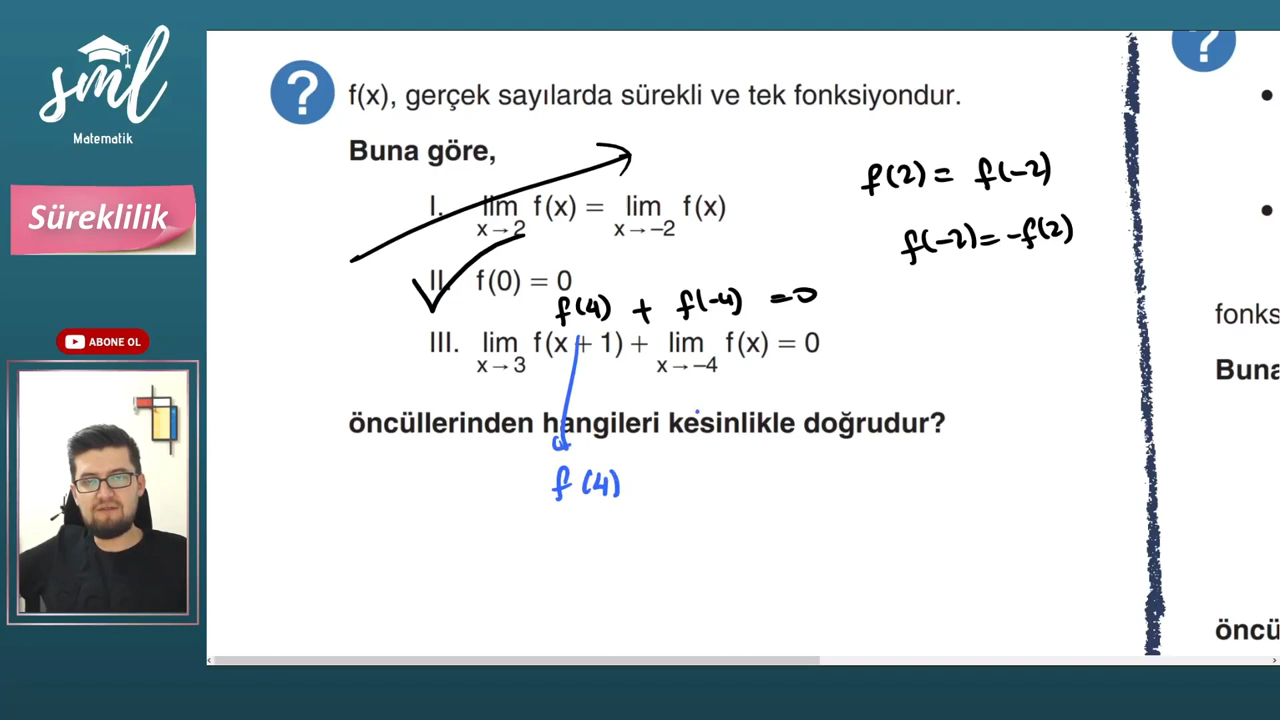 sml
Matematik
Süreklilik
ABONE OL
?
f(x), gerçek sayılarda sürekli ve tek fonksiyondur.
Buna göre,
I. lim x→2 f(x) = lim x→−2 f(x)
II. f(0) = 0
f(4) + f(-4) = 0
III. lim x→3 f(x + 1) + lim x→−4 f(x) = 0
öncüllerinden hangileri kesinlikle doğrudur?
f(4)
f(2) = f(-2)
f(-2) = -f(2)
?
•
•
fonks
Buna
öncü